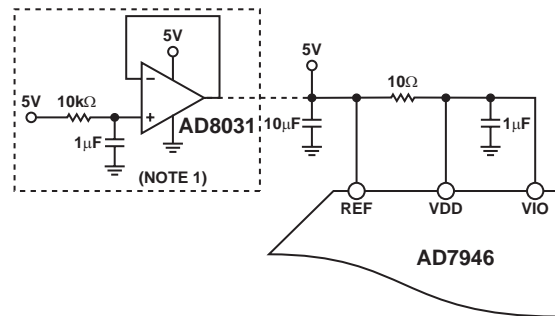 5V
5V
5V
10kΩ
10Ω
–
+
AD8031
10μF
1μF
1μF
(NOTE 1)
REF
VDD
VIO
AD7946